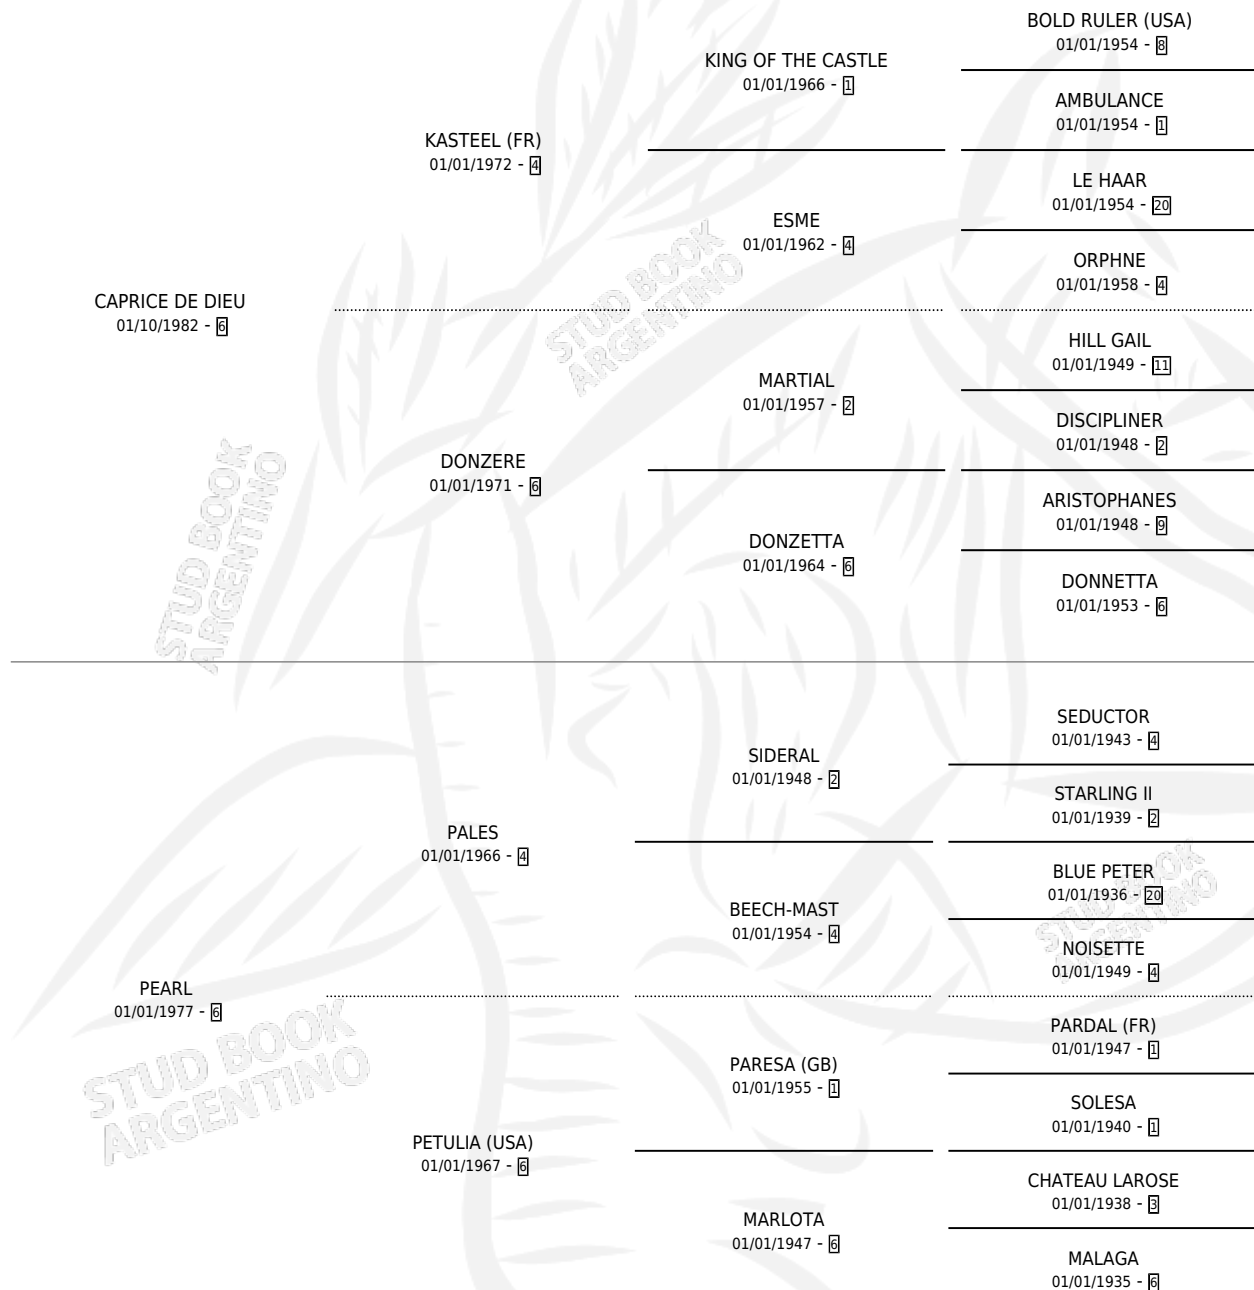 BOLD RULER (USA)
01/01/1954 - 8
KING OF THE CASTLE
01/01/1966 - 1
AMBULANCE
01/01/1954 - 1
KASTEEL (FR)
01/01/1972 - 4
LE HAAR
01/01/1954 - 20
ESME
01/01/1962 - 4
ORPHNE
01/01/1958 - 4
CAPRICE DE DIEU
01/10/1982 - 6
HILL GAIL
01/01/1949 - 11
MARTIAL
01/01/1957 - 2
DISCIPLINER
01/01/1948 - 2
DONZERE
01/01/1971 - 6
ARISTOPHANES
01/01/1948 - 9
DONZETTA
01/01/1964 - 6
DONNETTA
01/01/1953 - 6
SEDUCTOR
01/01/1943 - 4
SIDERAL
01/01/1948 - 2
STARLING II
01/01/1939 - 2
PALES
01/01/1966 - 4
BLUE PETER
01/01/1936 - 20
BEECH-MAST
01/01/1954 - 4
NOISETTE
01/01/1949 - 4
PEARL
01/01/1977 - 6
PARDAL (FR)
01/01/1947 - 1
PARESA (GB)
01/01/1955 - 1
SOLESA
01/01/1940 - 1
PETULIA (USA)
01/01/1967 - 6
CHATEAU LAROSE
01/01/1938 - 3
MARLOTA
01/01/1947 - 6
MALAGA
01/01/1935 - 6
STUD BOOK
ARGENTINO
STUD BOOK
ARGENTINO
STUD BOOK
ARGENTINO
STUD BOOK
ARGENTINO